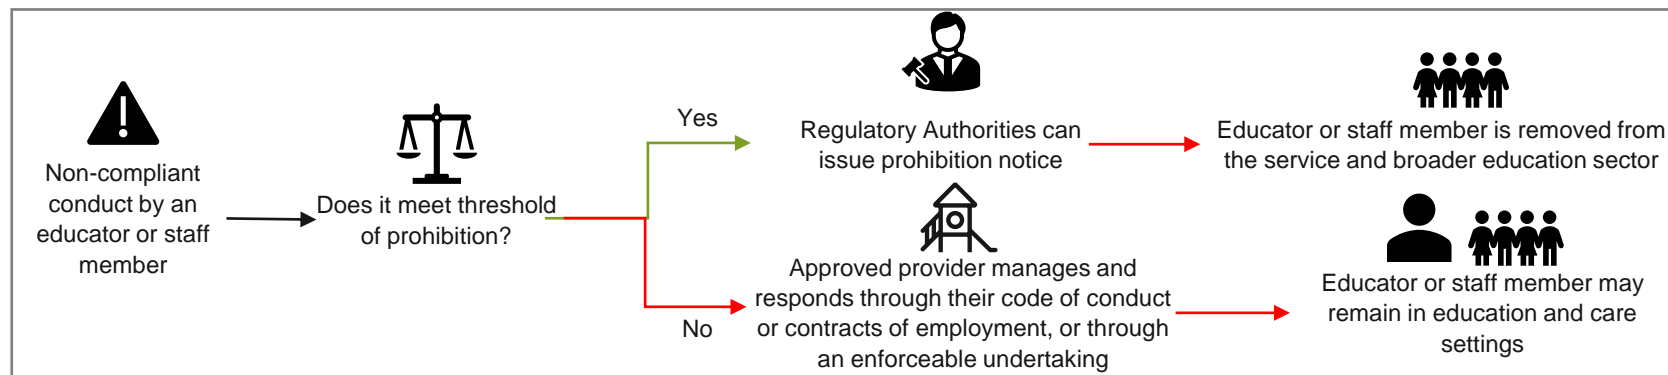 Non-compliant
conduct by an
educator or staff
member
Does it meet threshold
of prohibition?
Yes
Regulatory Authorities can
issue prohibition notice
Educator or staff member is removed from
the service and broader education sector
No
Approved provider manages and
responds through their code of conduct
or contracts of employment, or through
an enforceable undertaking
Educator or staff member may
remain in education and care
settings